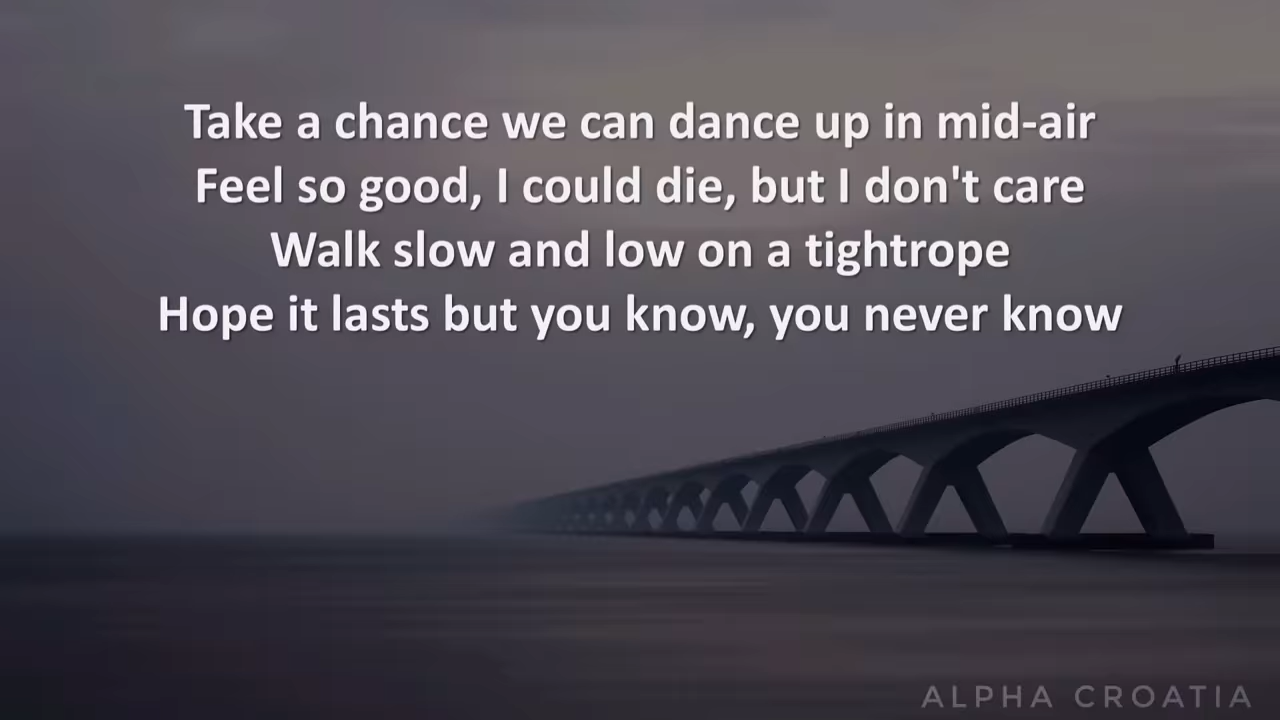 Take a chance we can dance up in mid-air
Feel so good, I could die, but I don't care
Walk slow and low on a tightrope
Hope it lasts but you know, you never know
ALPHA CROATIA